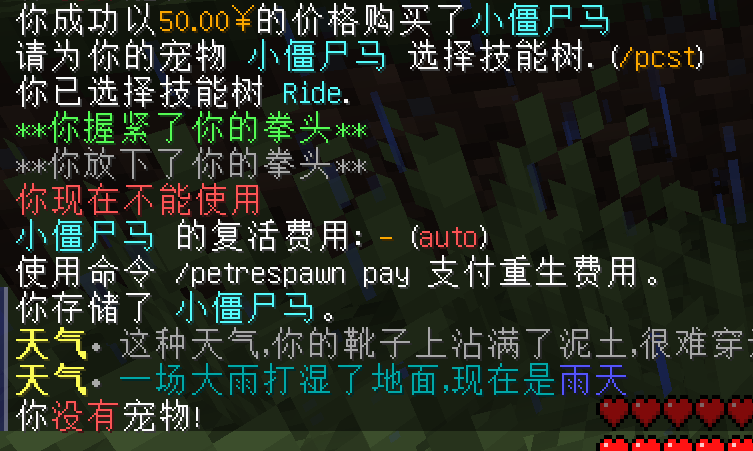 你成功以50.00¥的价格购买了小僵尸马
请为你的宠物 小僵尸马 选择技能树. (/pcst)
你已选择技能树 Ride.
**你握紧了你的拳头**
**你放下了你的拳头**
你现在不能使用
小僵尸马 的复活费用: - (auto)
使用命令 /petrespawn pay 支付重生费用。
你存储了 小僵尸马。
天气• 这种天气,你的靴子上沾满了泥土,很难穿
天气• 一场大雨打湿了地面,现在是雨天
你没有宠物!